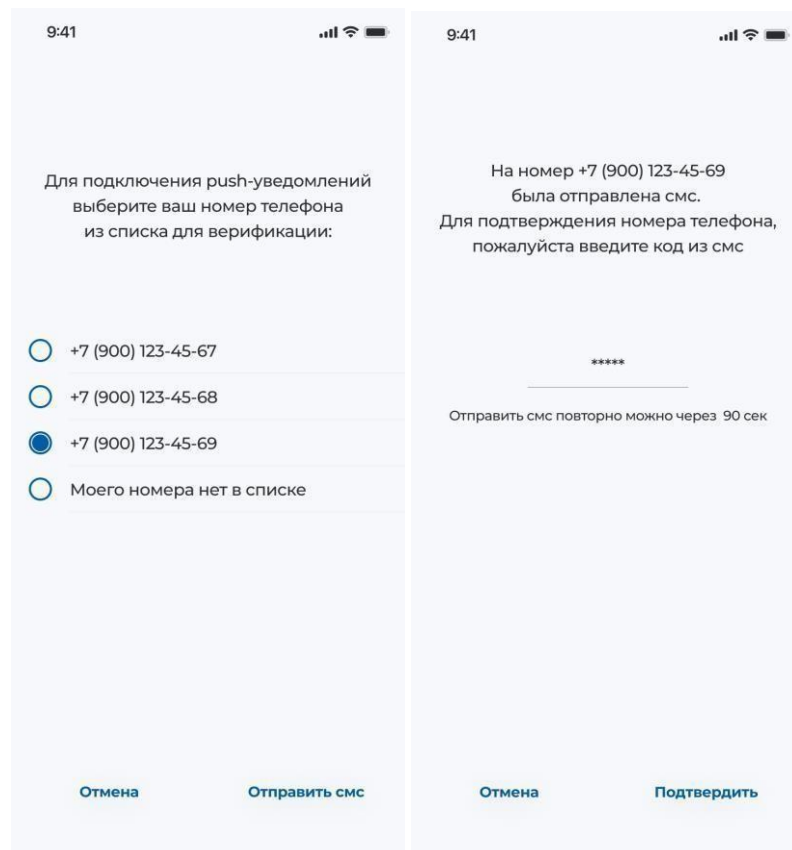 9:41
Для подключения push-уведомлений
выберите ваш номер телефона
из списка для верификации:
+7 (900) 123-45-67
+7 (900) 123-45-68
+7 (900) 123-45-69
Моего номера нет в списке
Отмена
Отправить смс
9:41
На номер +7 (900) 123-45-69
была отправлена смс.
Для подтверждения номера телефона,
пожалуйста введите код из смс
*****
Отправить смс повторно можно через 90 сек
Отмена
Подтвердить